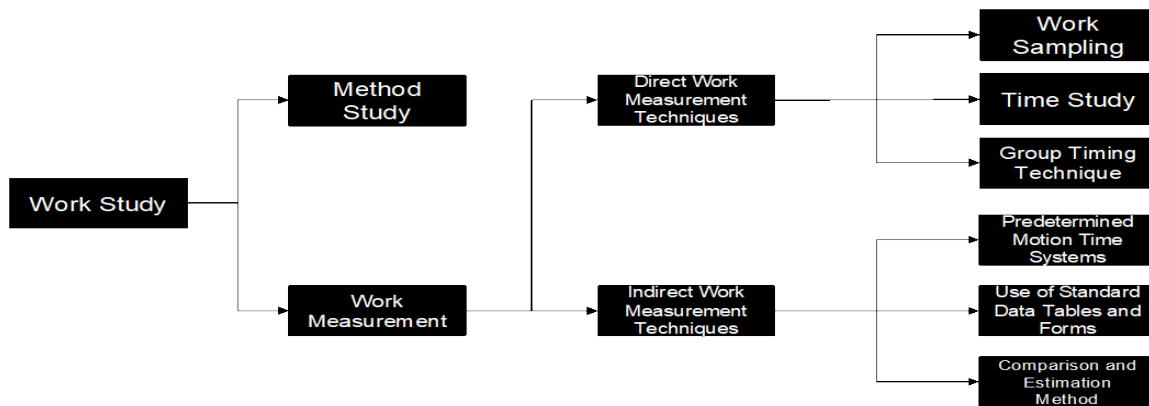 Work Study
Method
Study
Work
Measurement
Direct Work
Measurement
Techniques
Indirect Work
Measurement
Techniques
Work
Sampling
Time Study
Group Timing
Technique
Predetermined
Motion Time
Systems
Use of Standard
Data Tables and
Forms
Comparison and
Estimation
Method